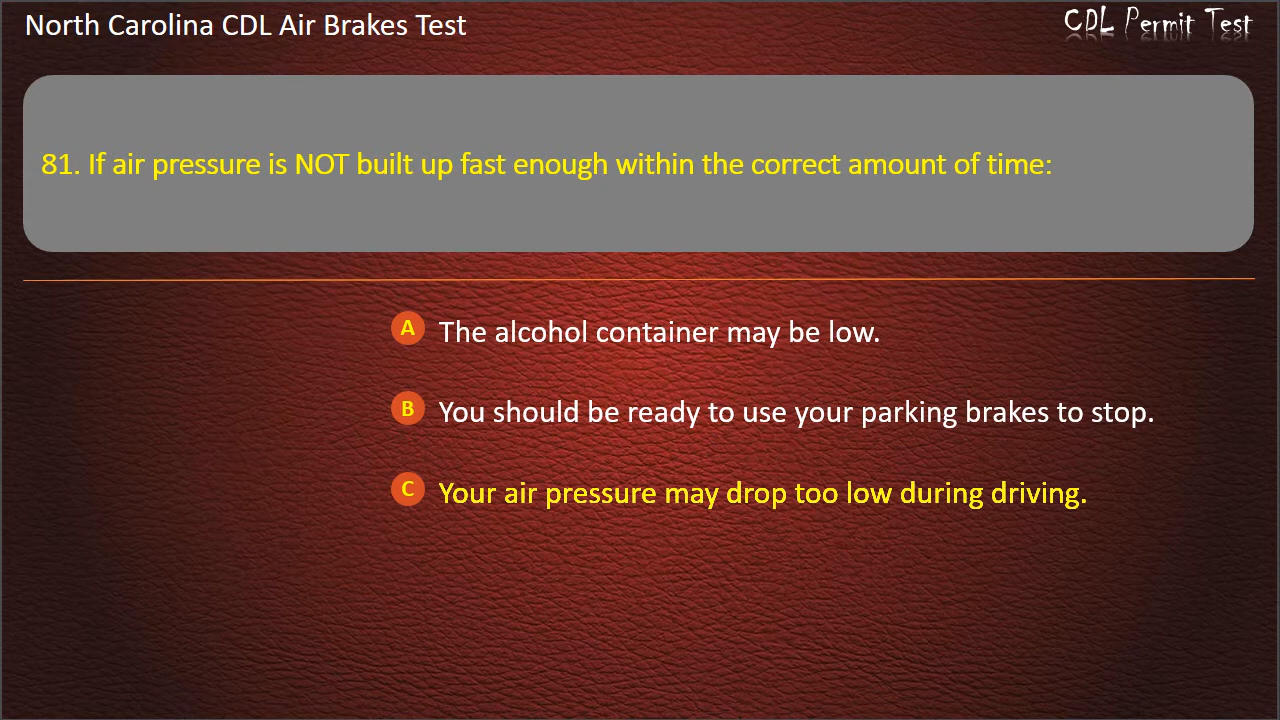 North Carolina CDL Air Brakes Test
CDL Permit Test
81. If air pressure is NOT built up fast enough within the correct amount of time:
A The alcohol container may be low.
B You should be ready to use your parking brakes to stop.
C Your air pressure may drop too low during driving.